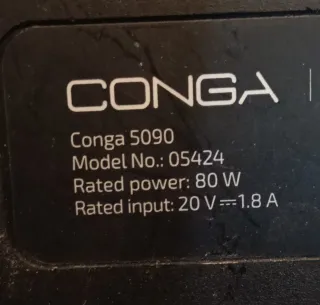 CONGA
Conga 5090
Model No.: 05424
Rated power: 80 W
Rated input: 20 V⎓1.8 A